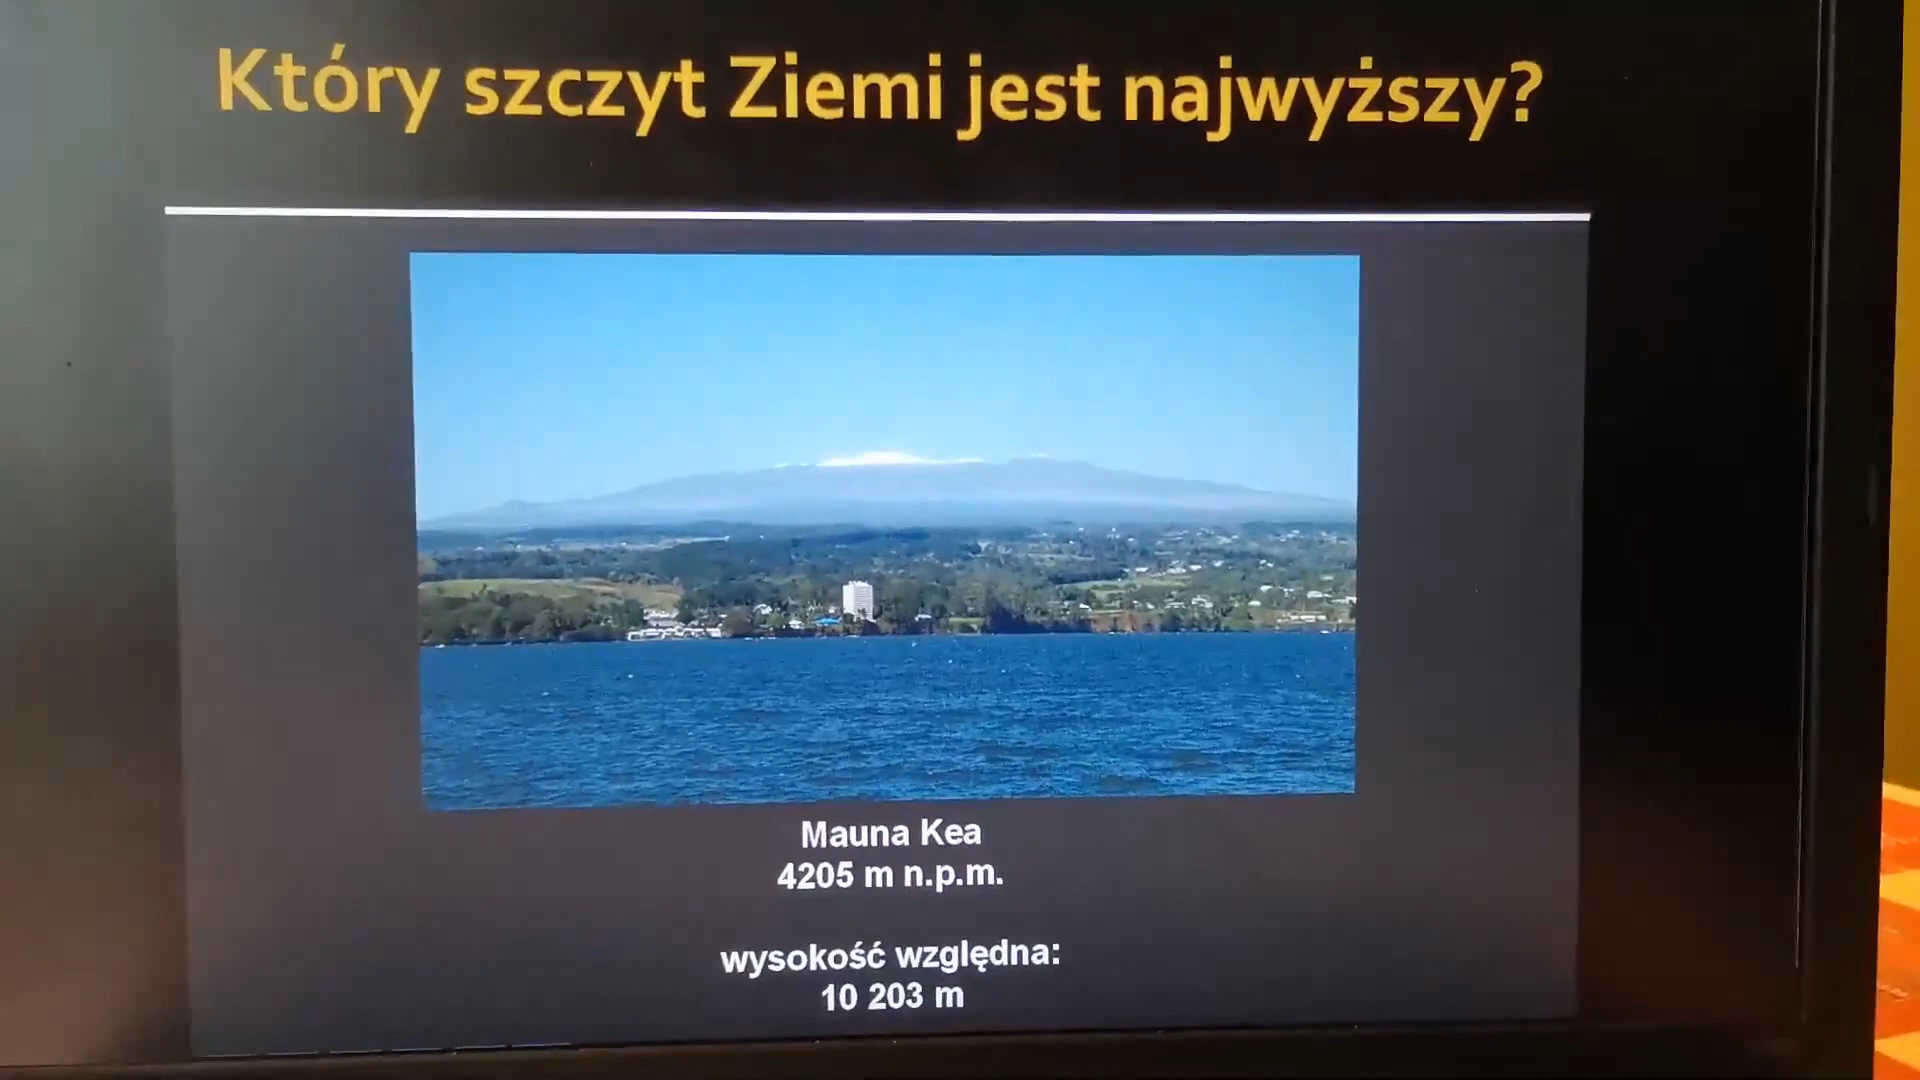 Który szczyt Ziemi jest najwyższy?
Mauna Kea
4205 m n.p.m.
wysokość względna:
10 203 m